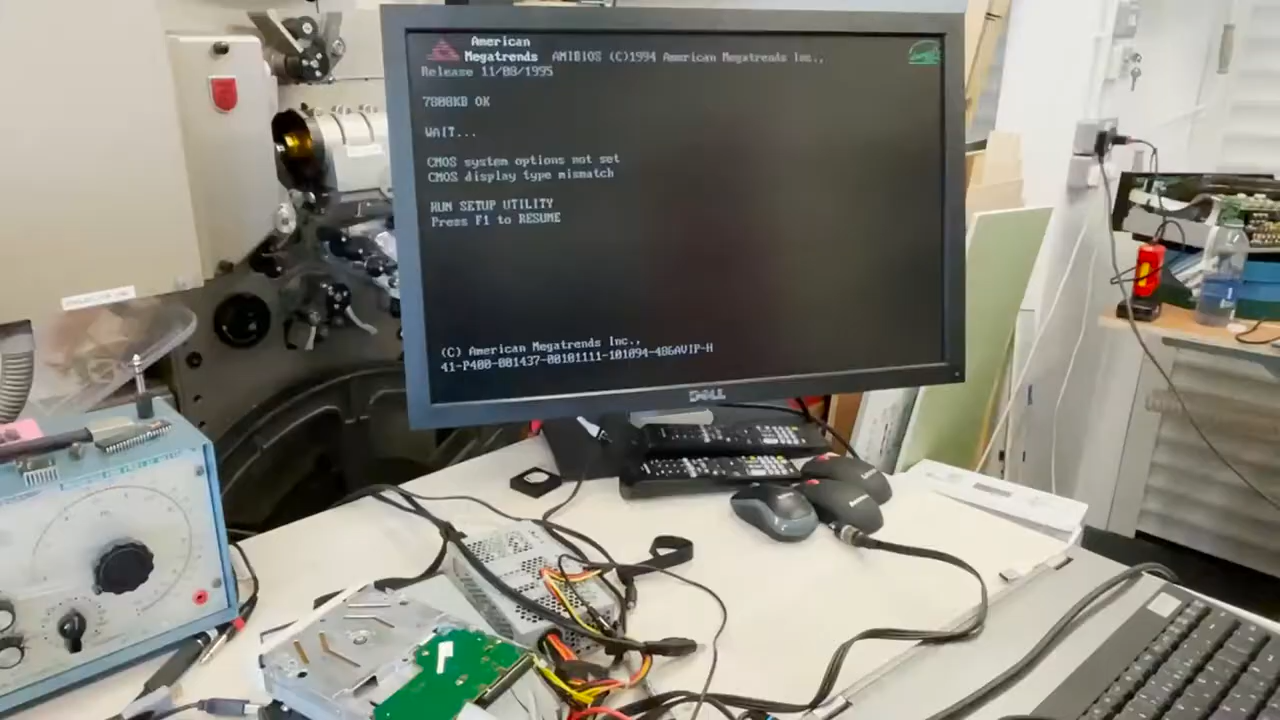 American
Megatrends AMIBIOS (C)1994 American Megatrends Inc.,
Release 11/08/1995
7808KB OK
WAIT...
CMOS system options not set
CMOS display type mismatch
RUN SETUP UTILITY
Press F1 to RESUME
(C) American Megatrends Inc.,
41-P400-001437-00101111-101094-486AVIP-H
DELL